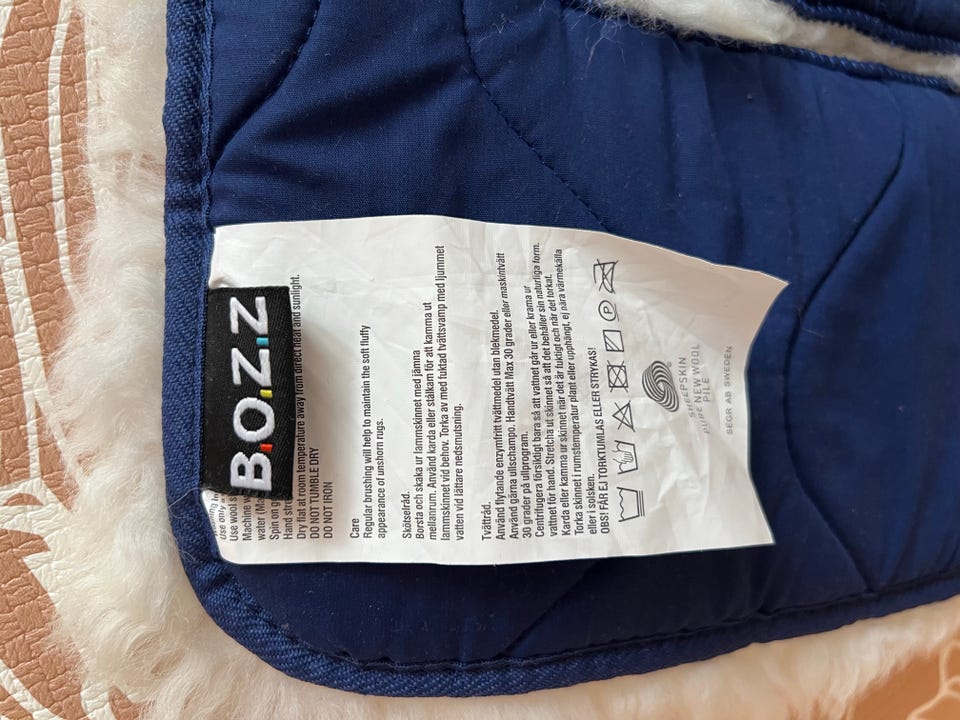 B.O.Z.Z
Use only
Use wool s
Machine w
water (Ma
Spin on g
Hand stre
Dry flat at room temperature away from direct heat and sunlight.
DO NOT TUMBLE DRY
DO NOT IRON
Care
Regular brushing will help to maintain the soft fluffy
appearance of unshorn rugs.
Skötselråd.
Borsta och skaka ur lammskinnet med jämna
mellanrum. Använd karda eller stålkam för att kamma ut
lammskinnet vid behov. Torka av med fuktad tvättsvamp med ljummet
vatten vid lättare nedsmutsning.
Tvättråd.
Använd flytande enzymfritt tvättmedel utan blekmedel.
Använd gärna ullschampo. Handtvätt Max 30 grader eller maskintvätt
30 grader på ullprogram.
Centrifugera försiktigt bara så att vattnet går ur eller krama ur
vattnet för hand. Stretcha ut skinnet så att det behåller sin naturliga form.
Karda eller kamma ur skinnet när det är fuktigt och när det torkat.
Torka skinnet i rumstemperatur plant eller upphängt, ej nära värmekälla
eller i solsken.
OBS! FÅR EJ TORKTUMLAS ELLER STRYKAS!
P
SHEEPSKIN
PURE NEW WOOL
PILE
SEGR AB SWEDEN